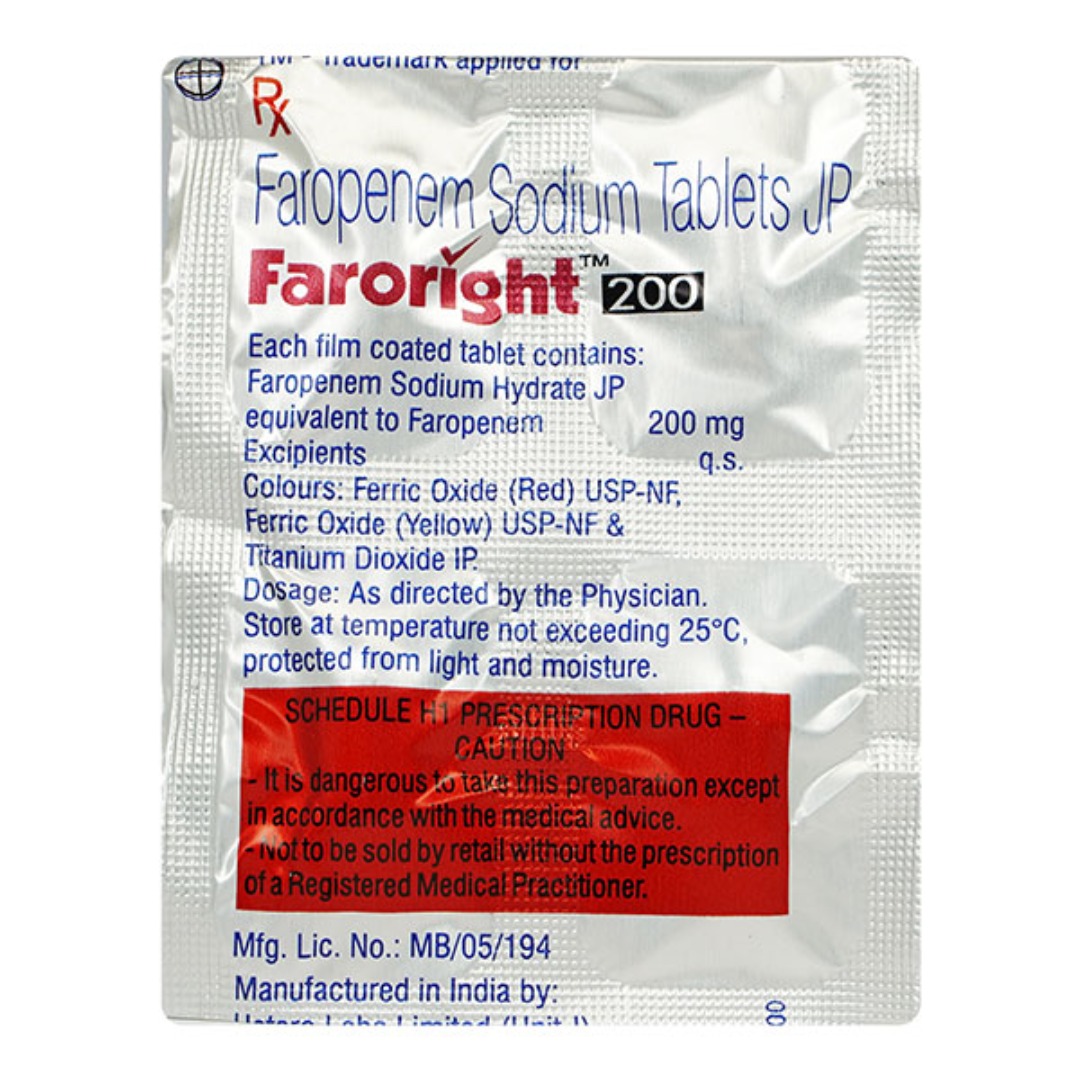 TM - Trademark applied for
Rx
Faropenem Sodium Tablets JP
Faroright™ 200
Each film coated tablet contains:
Faropenem Sodium Hydrate JP
equivalent to Faropenem 200 mg
Excipients q.s.
Colours: Ferric Oxide (Red) USP-NF,
Ferric Oxide (Yellow) USP-NF &
Titanium Dioxide IP.
Dosage: As directed by the Physician.
Store at temperature not exceeding 25°C,
protected from light and moisture.
SCHEDULE H1 PRESCRIPTION DRUG –
CAUTION
- It is dangerous to take this preparation except
in accordance with the medical advice.
- Not to be sold by retail without the prescription
of a Registered Medical Practitioner.
Mfg. Lic. No.: MB/05/194
Manufactured in India by:
Labs Limited (Unit-I)
00